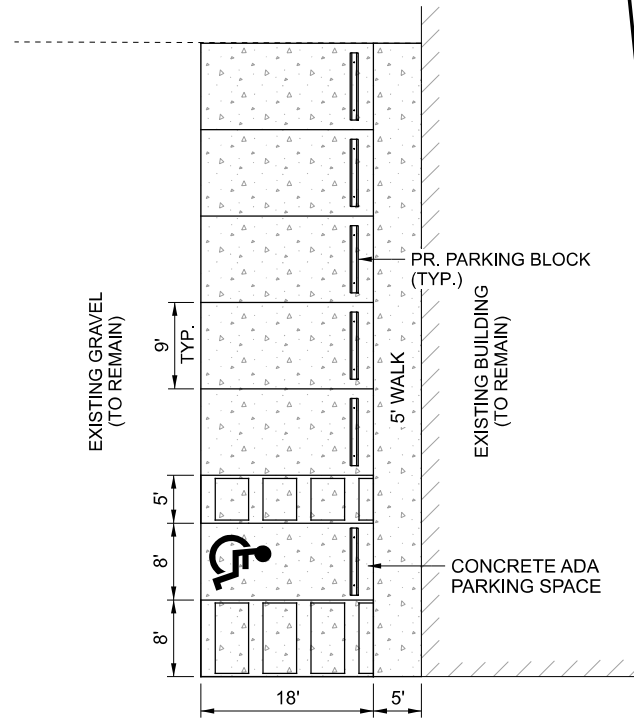 PR. PARKING BLOCK
(TYP.)
EXISTING GRAVEL
(TO REMAIN)
9'
TYP.
5' WALK
EXISTING BUILDING
(TO REMAIN)
5'
8'
CONCRETE ADA
PARKING SPACE
8'
18'
5'